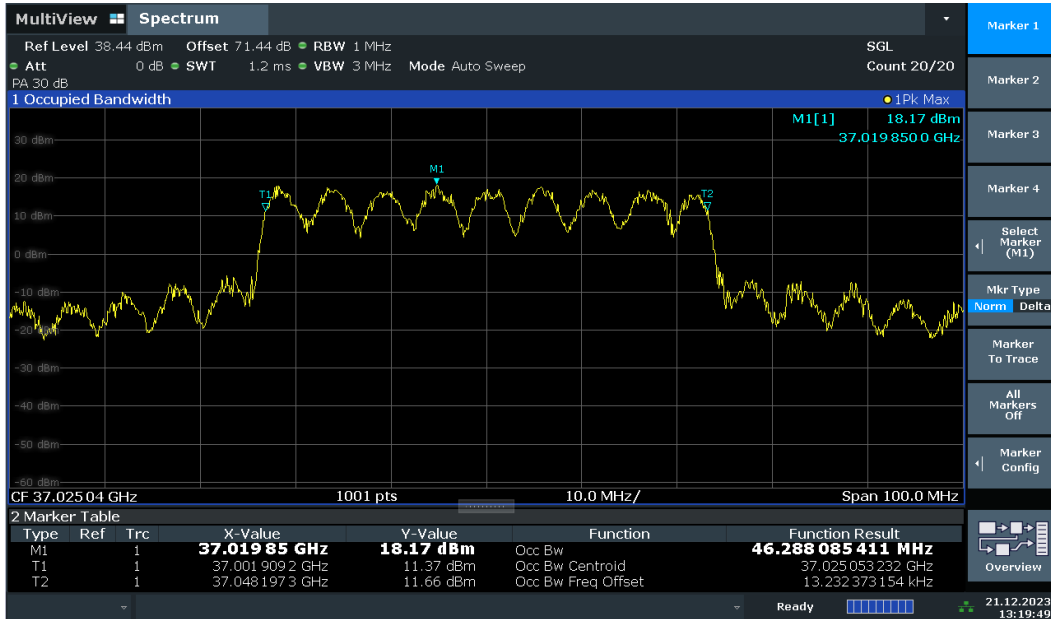 MultiView Spectrum
Ref Level 38.44 dBm Offset 71.44 dB RBW 1 MHz SGL
Att 0 dB SWT 1.2 ms VBW 3 MHz Mode Auto Sweep Count 20/20
PA 30 dB
1 Occupied Bandwidth 1Pk Max
M1[1] 18.17 dBm
37.019 850 0 GHz
30 dBm
20 dBm
10 dBm
0 dBm
-10 dBm
-20 dBm
-30 dBm
-40 dBm
-50 dBm
-60 dBm
T1
M1
T2
CF 37.025 04 GHz 1001 pts 10.0 MHz/ Span 100.0 MHz
2 Marker Table
Type Ref Trc X-Value Y-Value Function Function Result
M1 1 37.019 85 GHz 18.17 dBm Occ Bw 46.288 085 411 MHz
T1 1 37.001 909 2 GHz 11.37 dBm Occ Bw Centroid 37.025 053 232 GHz
T2 1 37.048 197 3 GHz 11.66 dBm Occ Bw Freq Offset 13.232 373 154 kHz
Ready
21.12.2023
13:19:49
Marker 1
Marker 2
Marker 3
Marker 4
Select
Marker
(M1)
Mkr Type
Norm Delta
Marker
To Trace
All
Markers
Off
Marker
Config
Overview